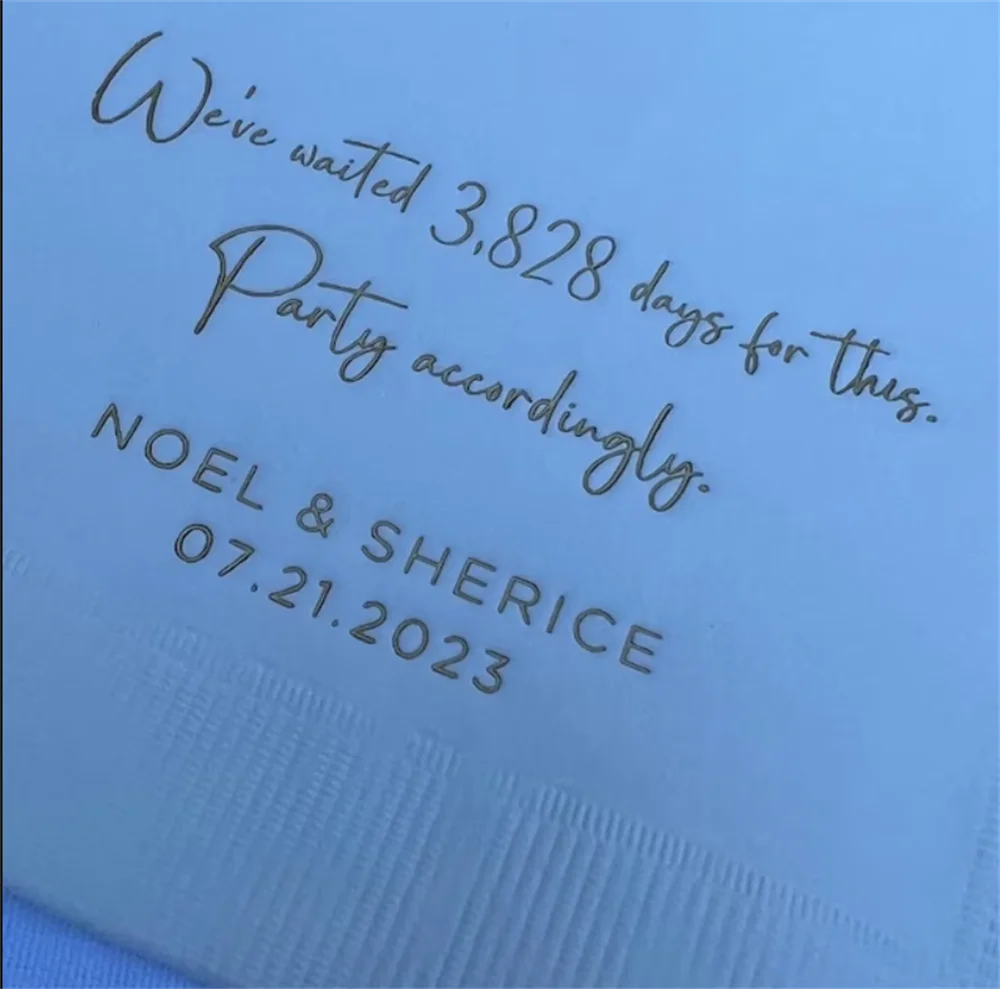 We've waited 3,828 days for this.
Party accordingly.
NOEL & SHERICE
07.21.2023